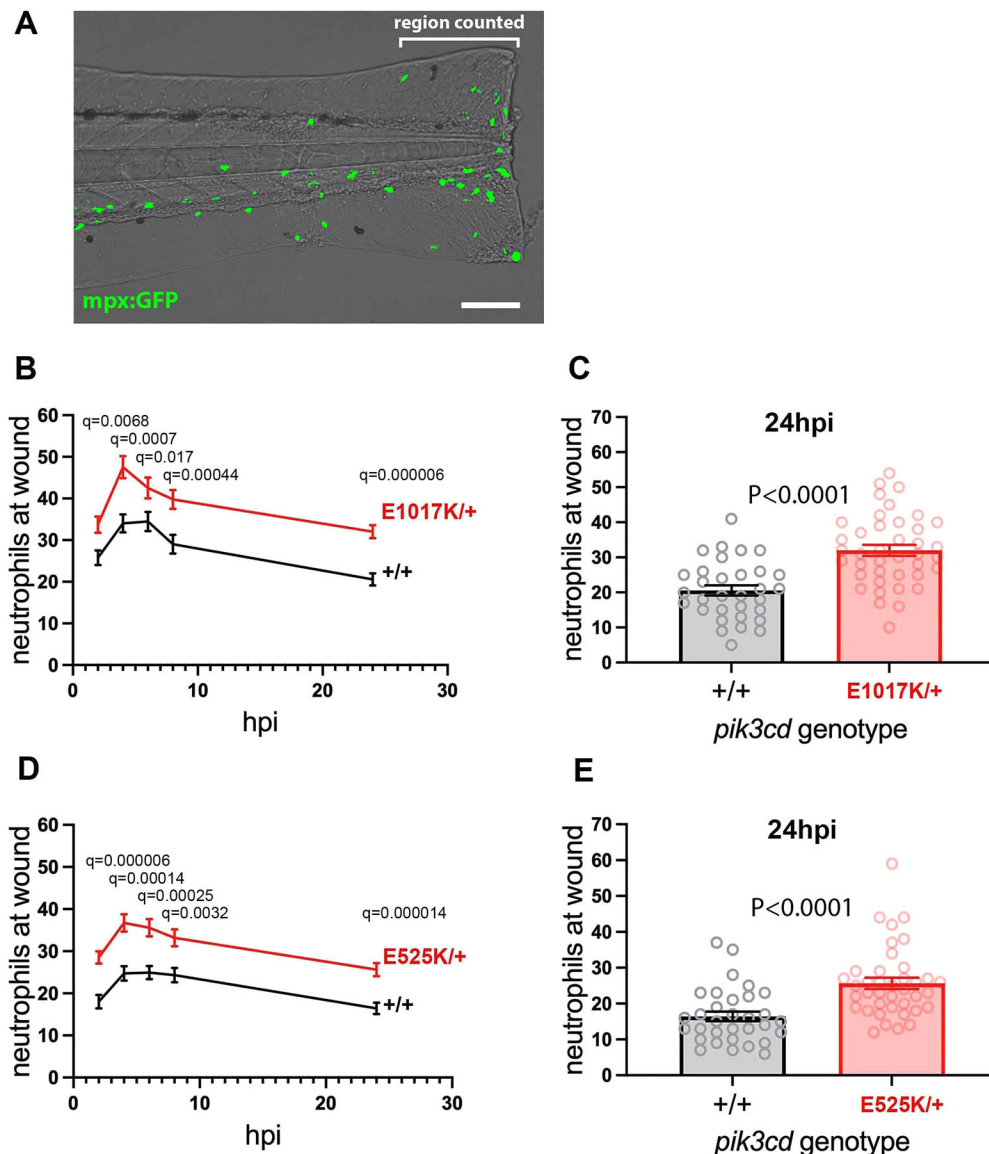 A
region counted
mpx:GFP
B
neutrophils at wound
60
50
40
30
20
10
0
q=0.0068
q=0.0007
q=0.017
q=0.00044
q=0.000006
E1017K/+
+/+
0
10
20
30
hpi
C
neutrophils at wound
70
60
50
40
30
20
10
0
24hpi
P<0.0001
+/+
E1017K/+
pik3cd genotype
D
neutrophils at wound
60
50
40
30
20
10
0
q=0.000006
q=0.00014
q=0.00025
q=0.0032
q=0.000014
E525K/+
+/+
0
10
20
30
hpi
E
neutrophils at wound
70
60
50
40
30
20
10
0
24hpi
P<0.0001
+/+
E525K/+
pik3cd genotype